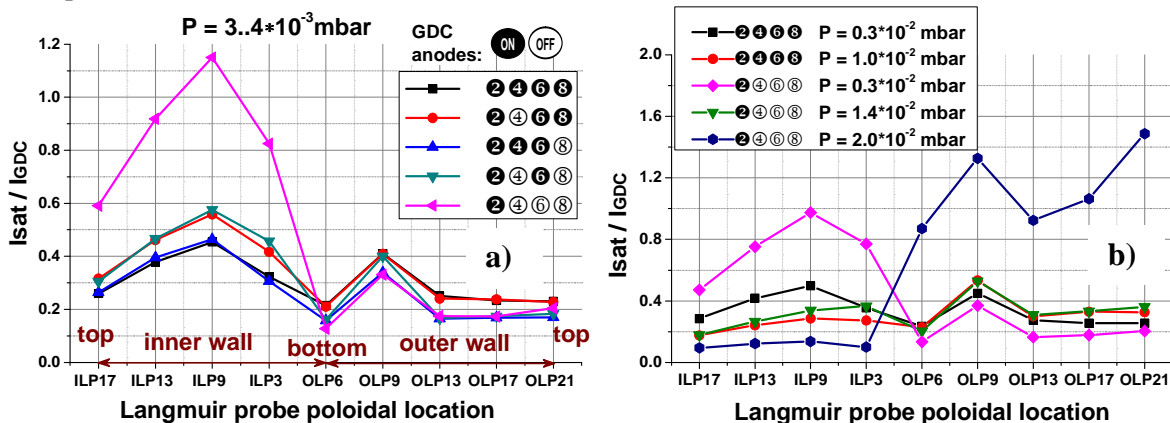 P = 3..4*10-3mbar
GDC anodes: ON OFF
❷❹❻❽
❷④❻❽
❷❹❻⑧
❷④❻⑧
❷④⑥⑧
Isat / IGDC
1.2
1.0
0.8
0.6
0.4
0.2
0.0
a)
top inner wall bottom outer wall top
ILP17 ILP13 ILP9 ILP3 OLP6 OLP9 OLP13 OLP17 OLP21
Langmuir probe poloidal location
❷❹❻❽ P = 0.3*10-2 mbar
❷❹❻❽ P = 1.0*10-2 mbar
❷④⑥⑧ P = 0.3*10-2 mbar
❷④⑥⑧ P = 1.4*10-2 mbar
❷④⑥⑧ P = 2.0*10-2 mbar
Isat / IGDC
2.0
1.6
1.2
0.8
0.4
0.0
b)
ILP17 ILP13 ILP9 ILP3 OLP6 OLP9 OLP13 OLP17 OLP21
Langmuir probe poloidal location